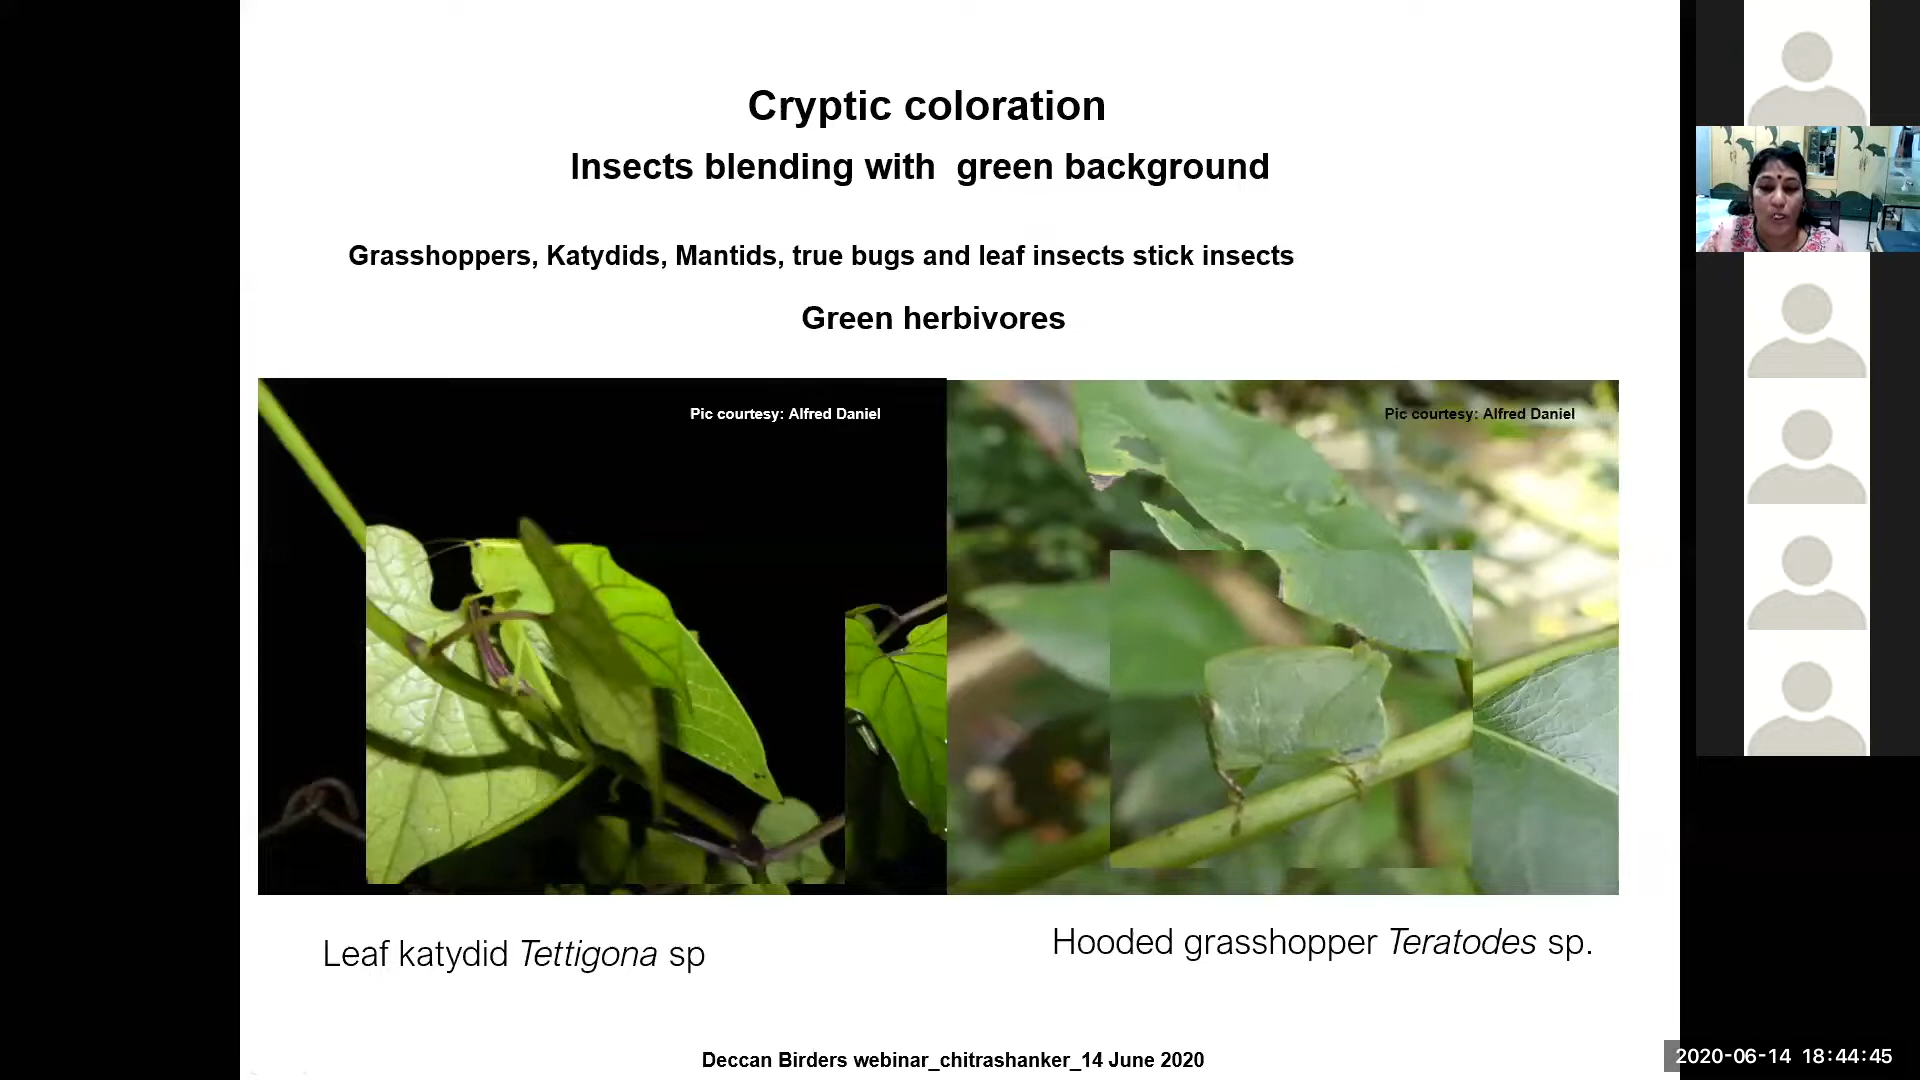 Cryptic coloration
Insects blending with green background
Grasshoppers, Katydids, Mantids, true bugs and leaf insects stick insects
Green herbivores
Pic courtesy: Alfred Daniel
Pic courtesy: Alfred Daniel
Leaf katydid Tettigona sp
Hooded grasshopper Teratodes sp.
Deccan Birders webinar_chitrashanker_14 June 2020
2020-06-14 18:44:45